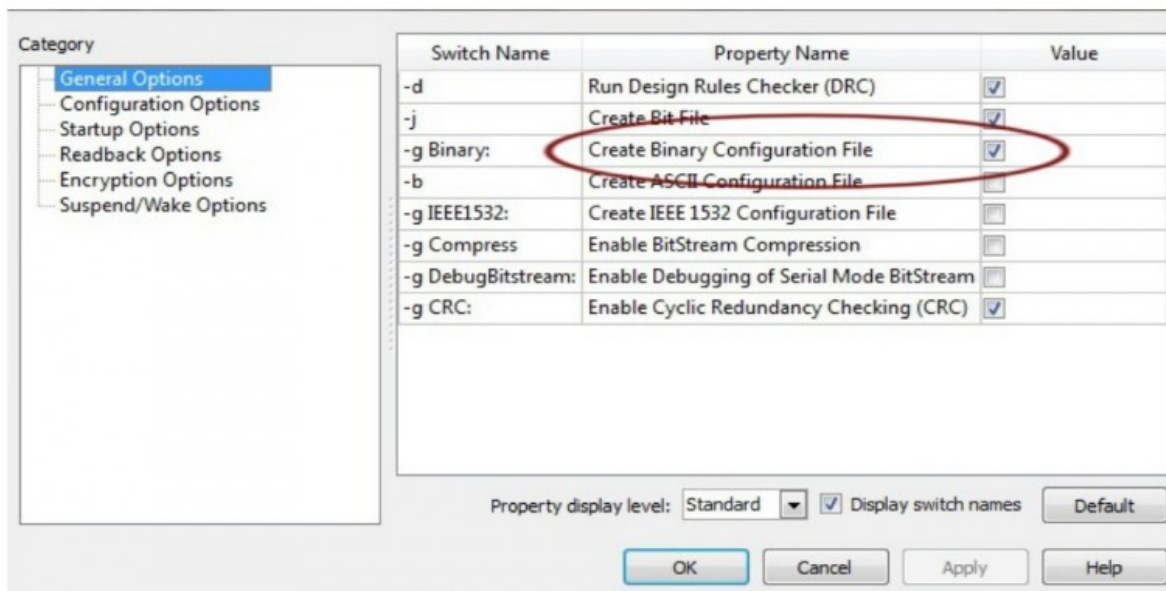 Category
General Options
Configuration Options
Startup Options
Readback Options
Encryption Options
Suspend/Wake Options
Switch Name Property Name Value
-d Run Design Rules Checker (DRC)
-j Create Bit File
-g Binary: Create Binary Configuration File
-b Create ASCII Configuration File
-g IEEE1532: Create IEEE 1532 Configuration File
-g Compress Enable BitStream Compression
-g DebugBitstream: Enable Debugging of Serial Mode BitStream
-g CRC: Enable Cyclic Redundancy Checking (CRC)
Property display level: Standard Display switch names Default
OK Cancel Apply Help